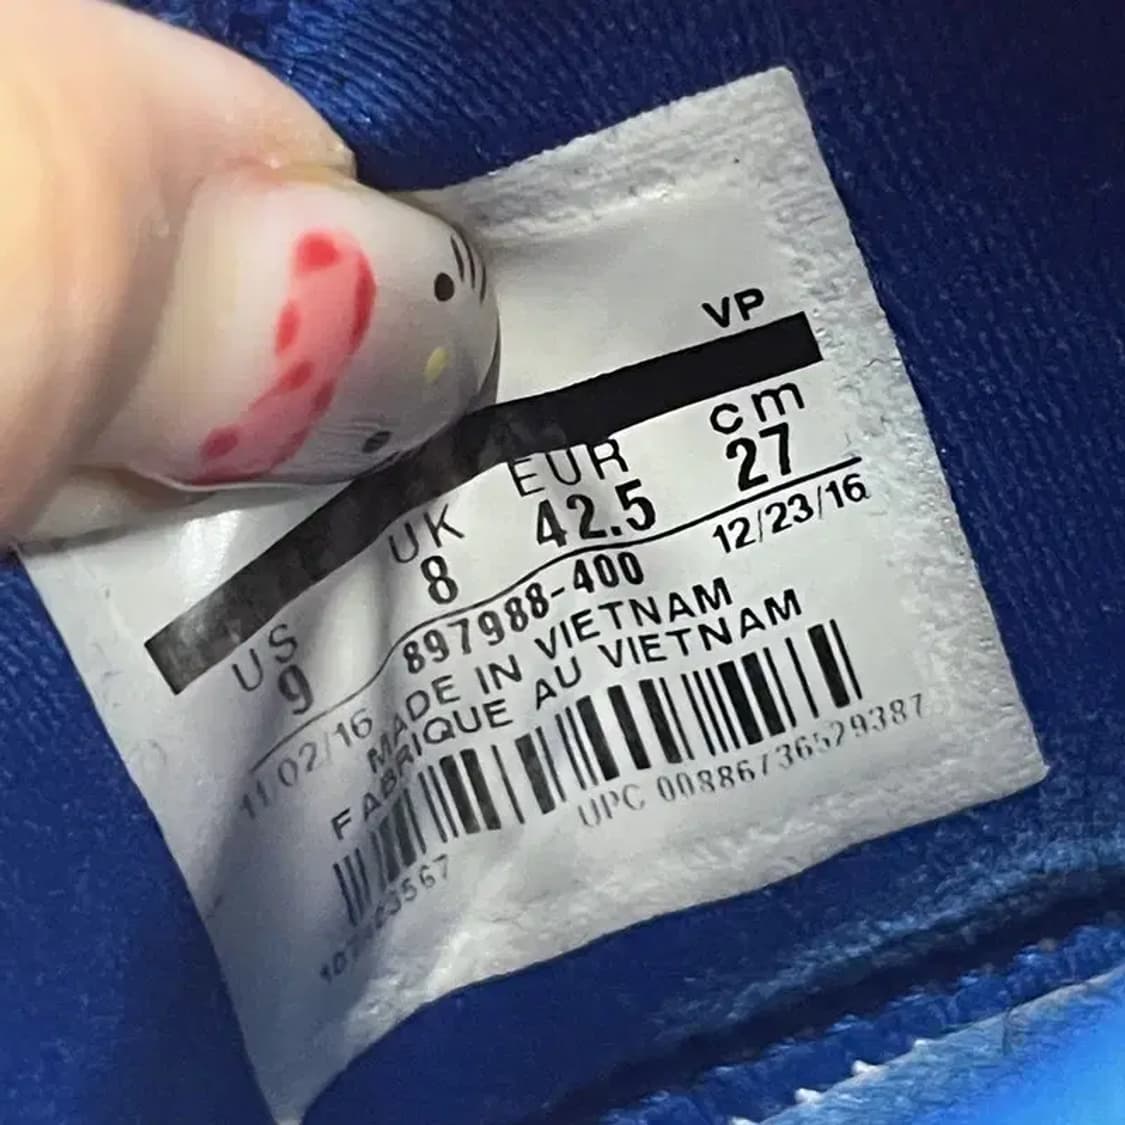 VP
US UK EUR cm
9 8 42.5 27
11/02/16 897988-400 12/23/16
MADE IN VIETNAM
FABRIQUE AU VIETNAM
UPC 00886736529387